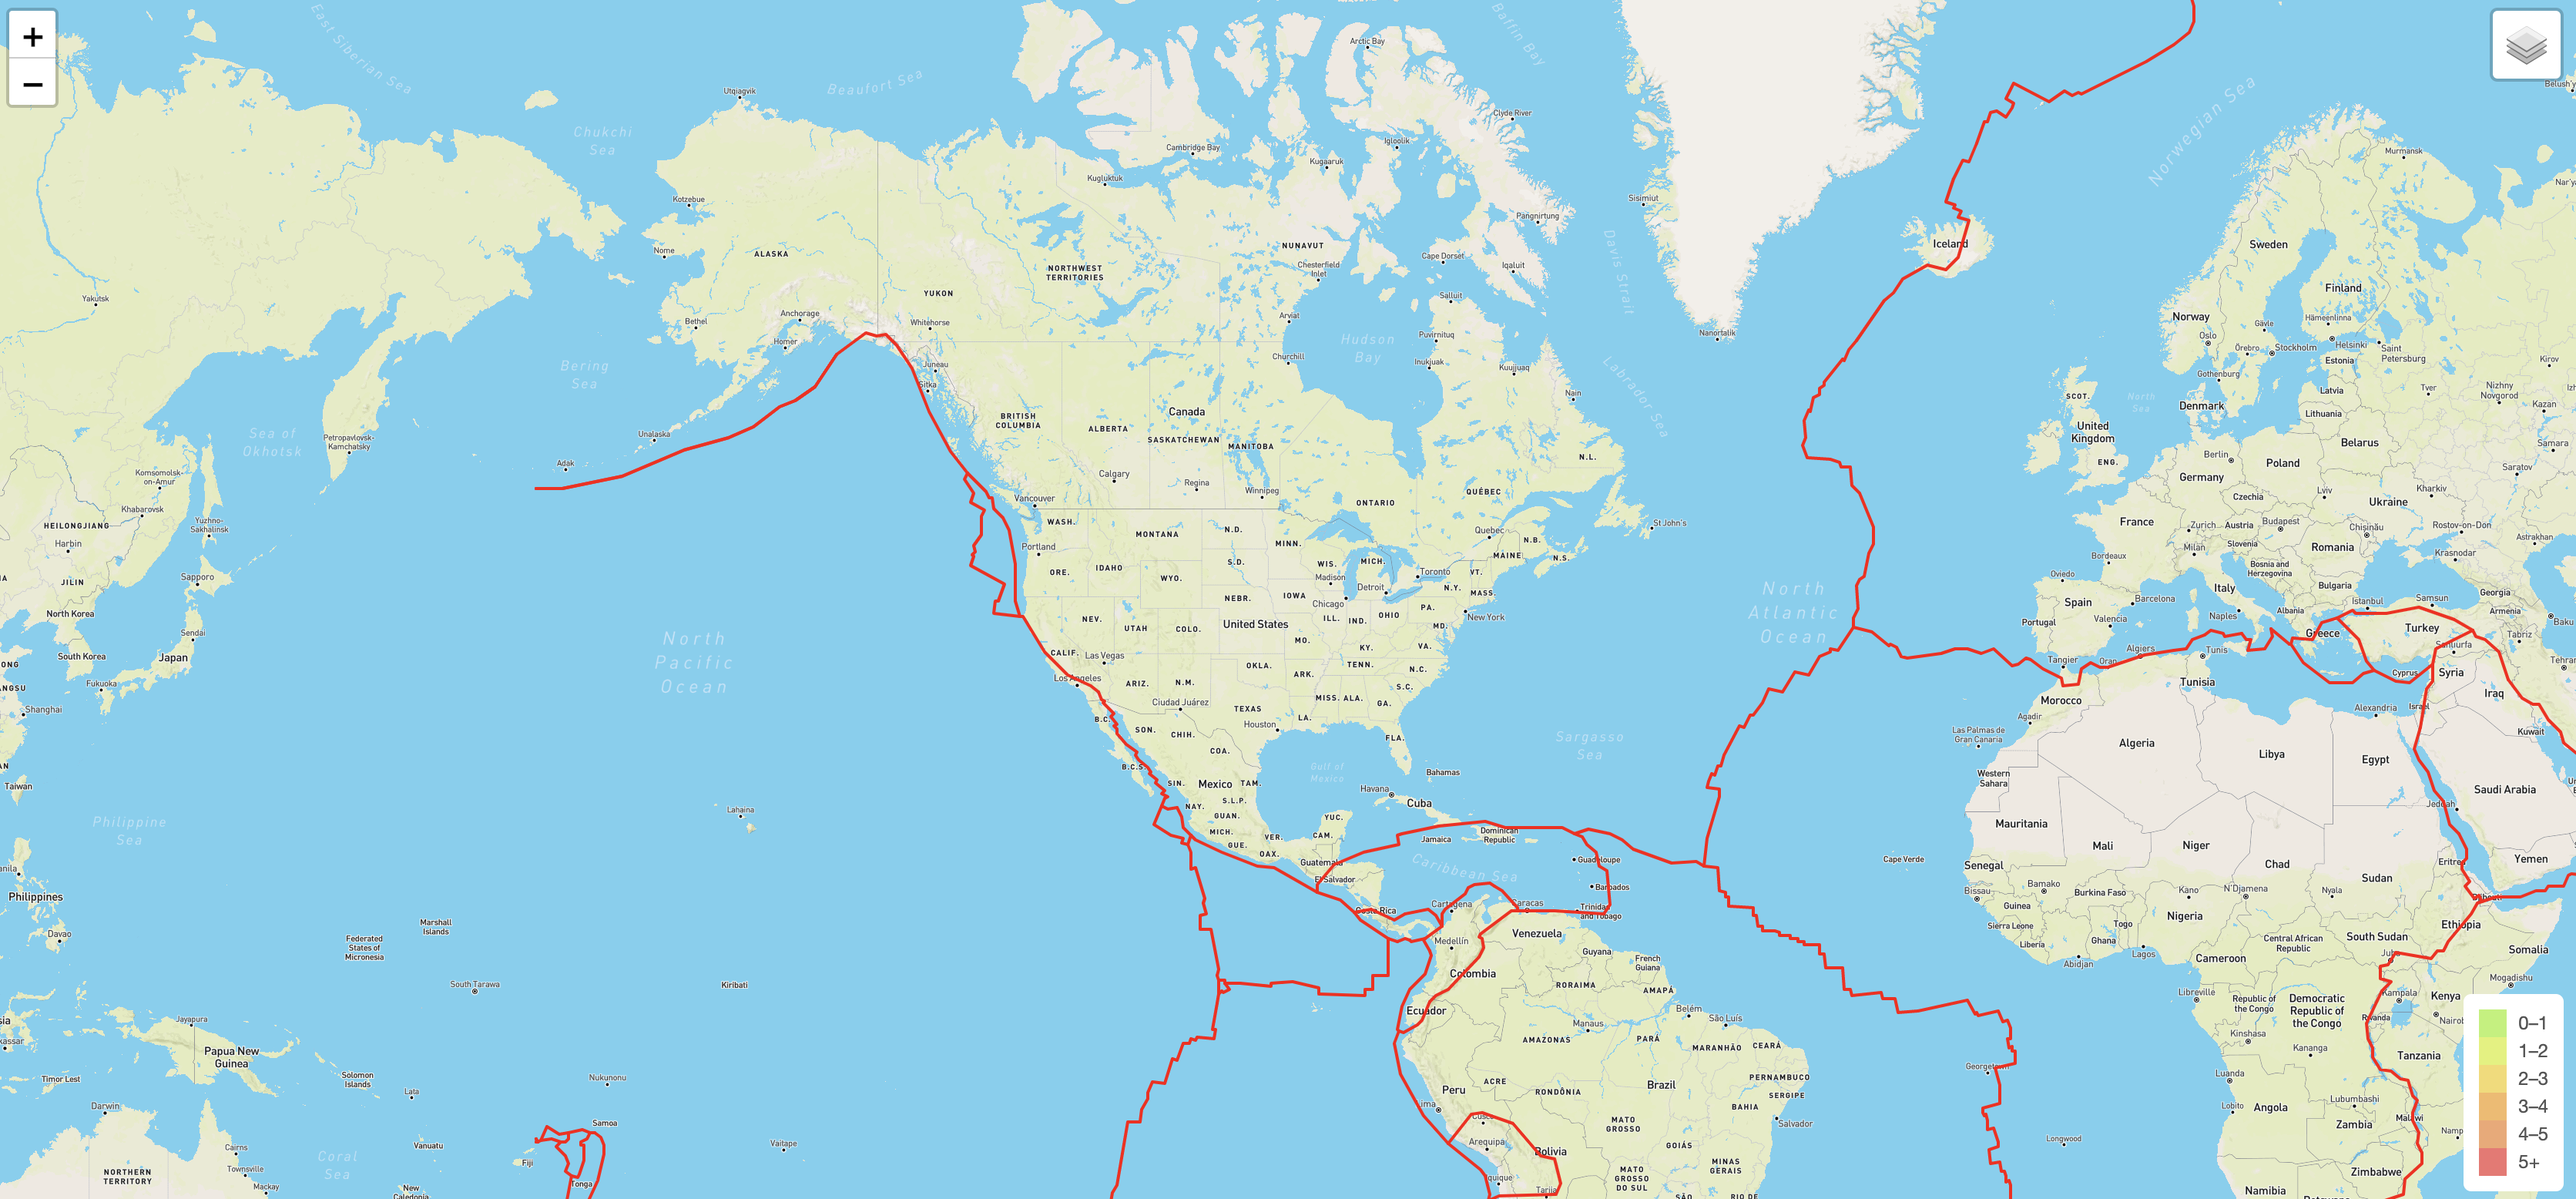 +
−
East Siberian Sea
Beaufort Sea
Baffin Bay
Arctic Bay
Utqiagvik
Clyde River
Norwegian Sea
Chukchi
Sea
Cambridge Bay
Igloolik
Kugaaruk
Kugluktuk
Murmansk
Kotzebue
Sisimiut
Pangnirtung
Nome
ALASKA
NUNAVUT
Iceland
Sweden
Cape Dorset
Iqaluit
NORTHWEST
TERRITORIES
Chesterfield
Inlet
Davis Strait
YUKON
Yakutsk
Salluit
Finland
Anchorage
Bethel
Whitehorse
Arviat
Norway
Oslo
Gävle
Hämeenlinna
Homer
Puvirnituq
Nanortalik
Örebro
Stockholm
Helsinki
Saint
Petersburg
Hudson
Bay
Churchill
Inukjuak
Kuujjuaq
Estonia
Kirov
Bering
Sea
Juneau
Sitka
Labrador Sea
Gothenburg
Latvia
Tver
Nizhny
Novgorod
Nain
SCOT.
North
Sea
Denmark
Lithuania
Kazan
BRITISH
COLUMBIA
ALBERTA
Canada
SASKATCHEWAN
MANITOBA
United
Kingdom
Belarus
Samara
Sea of
Okhotsk
Petropavlovsk-
Kamchatsky
Unalaska
Adak
N.L.
ENG.
Berlin
Poland
Germany
Saratov
Komsomolsk-
on-Amur
Calgary
Regina
Winnipeg
QUÉBEC
ONTARIO
Czechia
Lviv
Kharkiv
Ukraine
Vancouver
Khabarovsk
HEILONGJIANG
Yuzhno-
Sakhalinsk
Harbin
WASH.
MONTANA
N.D.
MINN.
Quebec
N.B.
St John's
France
Zurich
Austria
Budapest
Chișinău
Rostov-on-Don
Astrakhan
Portland
MAINE
N.S.
Milan
Slovenia
Romania
Krasnodar
Bordeaux
ORE.
IDAHO
WYO.
S.D.
WIS.
MICH.
Toronto
VT.
Bosnia and
Herzegovina
JILIN
Sapporo
Madison
Detroit
N.Y.
MASS.
Oviedo
Italy
Bulgaria
North Korea
NEBR.
IOWA
Chicago
North
Atlantic
Ocean
Spain
Barcelona
Naples
Albania
Istanbul
Samsun
Georgia
Armenia
Baku
NEV.
UTAH
COLO.
United States
ILL.
IND.
OHIO
PA.
New York
MD.
Portugal
Valencia
Greece
Turkey
Sendai
North
Pacific
Ocean
MO.
KY.
VA.
Tabriz
South Korea
Japan
CALIF.
Las Vegas
OKLA.
TENN.
N.C.
Tangier
Oran
Algiers
Tunis
Cyprus
Şanlıurfa
Syria
Fukuoka
Los Angeles
ARIZ.
N.M.
ARK.
S.C.
Tunisia
Iraq
Shanghai
Ciudad Juárez
TEXAS
MISS.
ALA.
GA.
Morocco
Agadir
Alexandria
Israel
B.C.
SON.
CHIH.
Houston
LA.
FLA.
Sargasso
Sea
Las Palmas de
Gran Canaria
Algeria
Libya
Egypt
Kuwait
COA.
B.C.S.
SIN.
Mexico
TAM.
Gulf of
Mexico
Bahamas
Western
Sahara
Saudi Arabia
Taiwan
Lahaina
NAY.
S.L.P.
GUAN.
Havana
Cuba
Jeddah
Philippine
Sea
MICH.
GUE.
OAX.
VER.
YUC.
CAM.
Jamaica
Dominican
Republic
Mauritania
Mali
Niger
Chad
Sudan
Eritrea
Yemen
Guatemala
El Salvador
Caribbean Sea
Guadeloupe
Barbados
Cape Verde
Senegal
Philippines
Bissau
Bamako
Burkina Faso
Kano
N'Djamena
Nyala
Djibouti
Marshall
Islands
Costa Rica
Cartagena
Caracas
Trinidad
and Tobago
Guinea
Sierra Leone
Liberia
Togo
Ghana
Nigeria
Ethiopia
Davao
Federated
States of
Micronesia
Medellín
Venezuela
Guyana
French
Guiana
Abidjan
Lagos
Cameroon
Central African
Republic
South Sudan
Juba
Somalia
Mogadishu
South Tarawa
Kiribati
Colombia
RORAIMA
AMAPÁ
Libreville
Republic of
the Congo
Democratic
Republic of
the Congo
Kampala
Kenya
Jayapura
Ecuador
Manaus
Belém
São Luís
Rwanda
Nairobi
Papua New
Guinea
AMAZONAS
PARÁ
MARANHÃO
CEARÁ
Kinshasa
Kananga
Tanzania
Timor Lest
Solomon
Islands
Lata
Nukunonu
Peru
ACRE
RONDÔNIA
Brazil
PERNAMBUCO
SERGIPE
Georgetown
Luanda
Darwin
Lima
Cusco
MATO
GROSSO
BAHIA
Salvador
Lobito
Angola
Lubumbashi
Zambia
Malawi
Samoa
Cairns
Townsville
Mackay
Coral
Sea
Vanuatu
Fiji
Vaitape
Arequipa
Bolivia
GOIÁS
Longwood
NORTHERN
TERRITORY
New
Caledonia
Tonga
Iquique
Tarija
MATO
GROSSO
DO SUL
MINAS
GERAIS
Namibia
Zimbabwe
0–1
1–2
2–3
3–4
4–5
5+